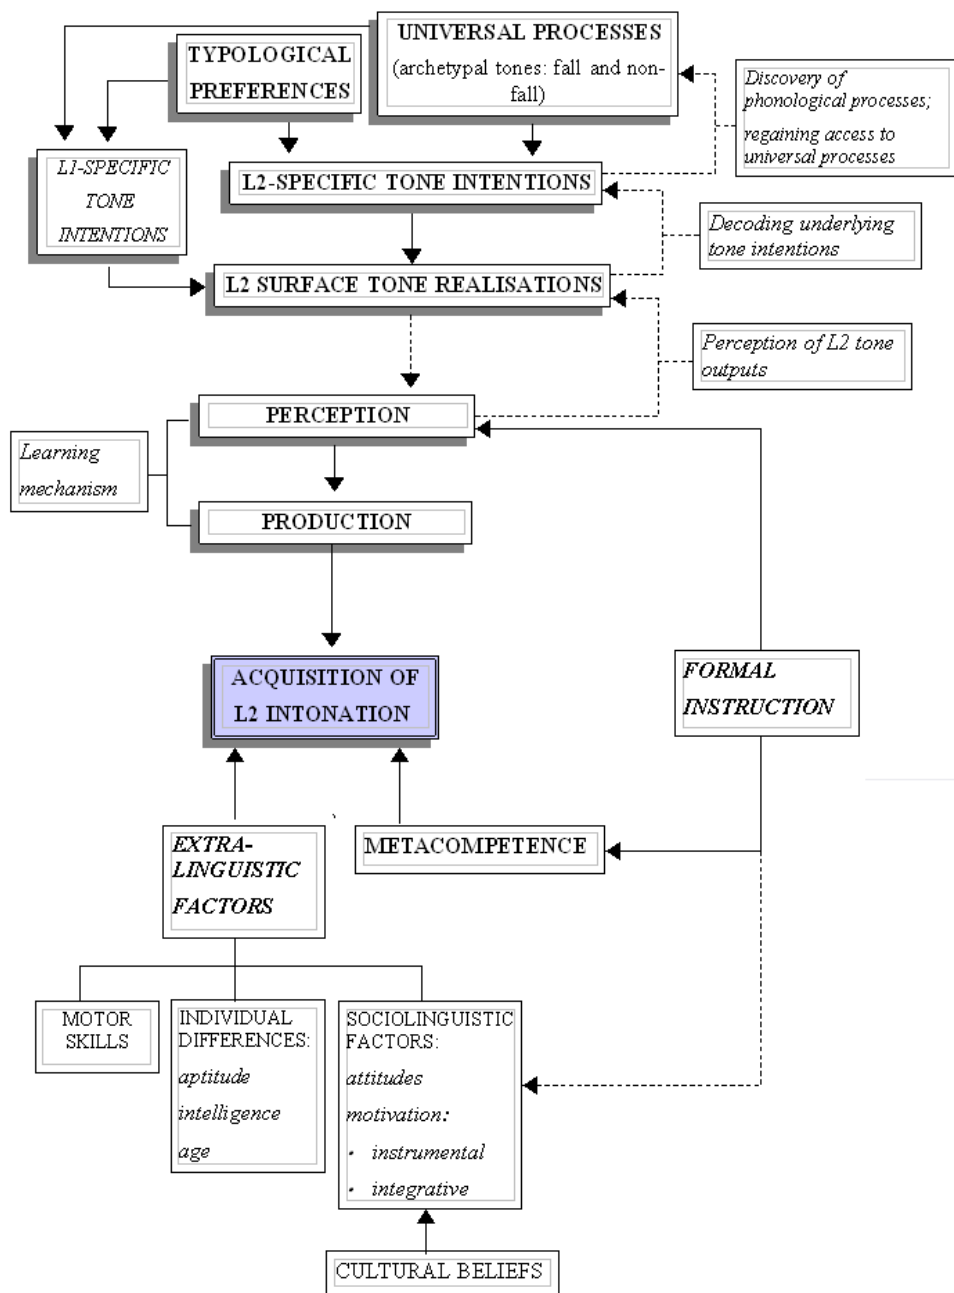 UNIVERSAL PROCESSES
(archetypal tones: fall and non-
fall)
TYPOLOGICAL
PREFERENCES
Discovery of
phonological processes;
regaining access to
universal processes
L1-SPECIFIC
TONE
INTENTIONS
L2-SPECIFIC TONE INTENTIONS
Decoding underlying
tone intentions
L2 SURFACE TONE REALISATIONS
Perception of L2 tone
outputs
PERCEPTION
Learning
mechanism
PRODUCTION
ACQUISITION OF
L2 INTONATION
FORMAL
INSTRUCTION
EXTRA-
LINGUISTIC
FACTORS
METACOMPETENCE
MOTOR
SKILLS
INDIVIDUAL
DIFFERENCES:
aptitude
intelligence
age
SOCIOLINGUISTIC
FACTORS:
attitudes
motivation:
• instrumental
• integrative
CULTURAL BELIEFS